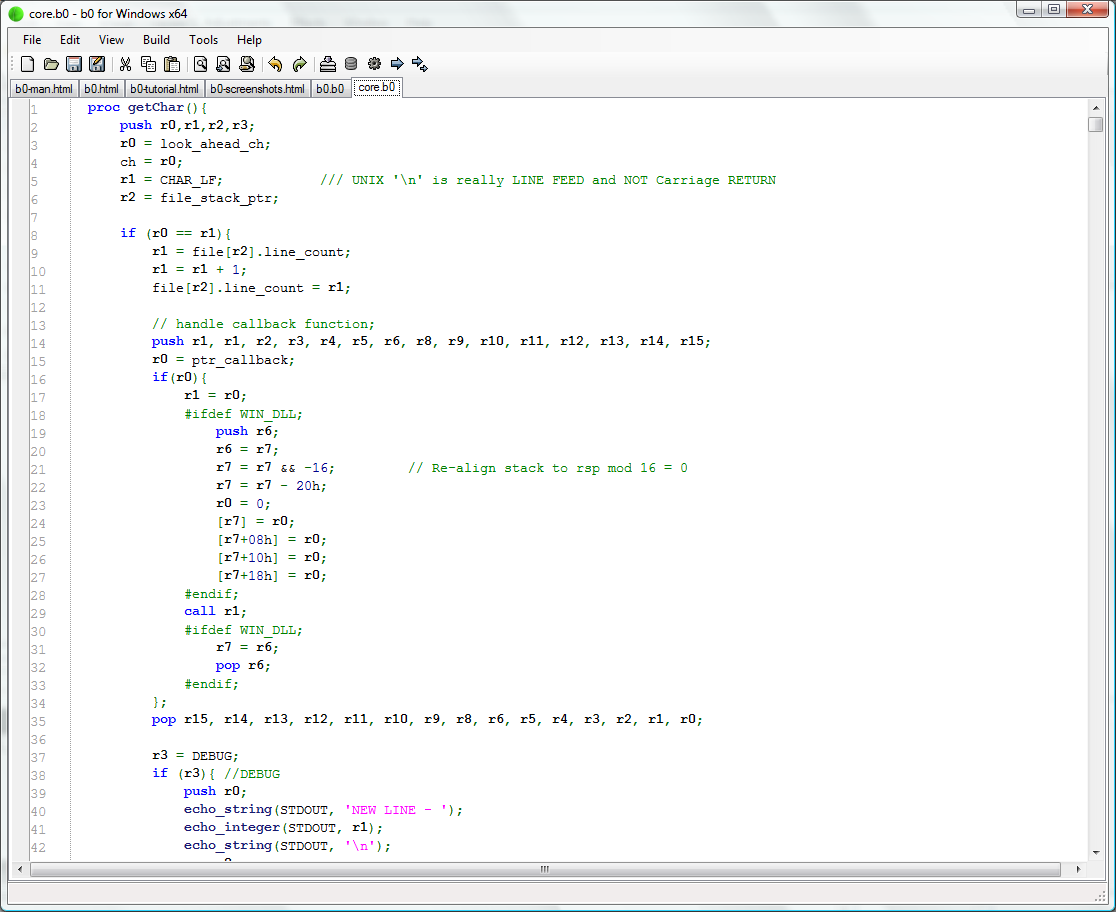 core.b0 - b0 for Windows x64
File Edit View Build Tools Help
b0-man.html b0.html b0-tutorial.html b0-screenshots.html b0.b0 core.b0
1 proc getChar(){
2     push r0,r1,r2,r3;
3     r0 = look_ahead_ch;
4     ch = r0;
5     r1 = CHAR_LF;            /// UNIX '\n' is really LINE FEED and NOT Carriage RETURN
6     r2 = file_stack_ptr;
7
8     if (r0 == r1){
9         r1 = file[r2].line_count;
10         r1 = r1 + 1;
11         file[r2].line_count = r1;
12
13         // handle callback function;
14         push r1, r1, r2, r3, r4, r5, r6, r8, r9, r10, r11, r12, r13, r14, r15;
15         r0 = ptr_callback;
16         if(r0){
17             r1 = r0;
18             #ifdef WIN_DLL;
19                 push r6;
20                 r6 = r7;
21                 r7 = r7 && -16;         // Re-align stack to rsp mod 16 = 0
22                 r7 = r7 - 20h;
23                 r0 = 0;
24                 [r7] = r0;
25                 [r7+08h] = r0;
26                 [r7+10h] = r0;
27                 [r7+18h] = r0;
28             #endif;
29             call r1;
30             #ifdef WIN_DLL;
31                 r7 = r6;
32                 pop r6;
33             #endif;
34         };
35         pop r15, r14, r13, r12, r11, r10, r9, r8, r6, r5, r4, r3, r2, r1, r0;
36
37         r3 = DEBUG;
38         if (r3){ //DEBUG
39             push r0;
40             echo_string(STDOUT, 'NEW LINE - ');
41             echo_integer(STDOUT, r1);
42             echo_string(STDOUT, '\n');